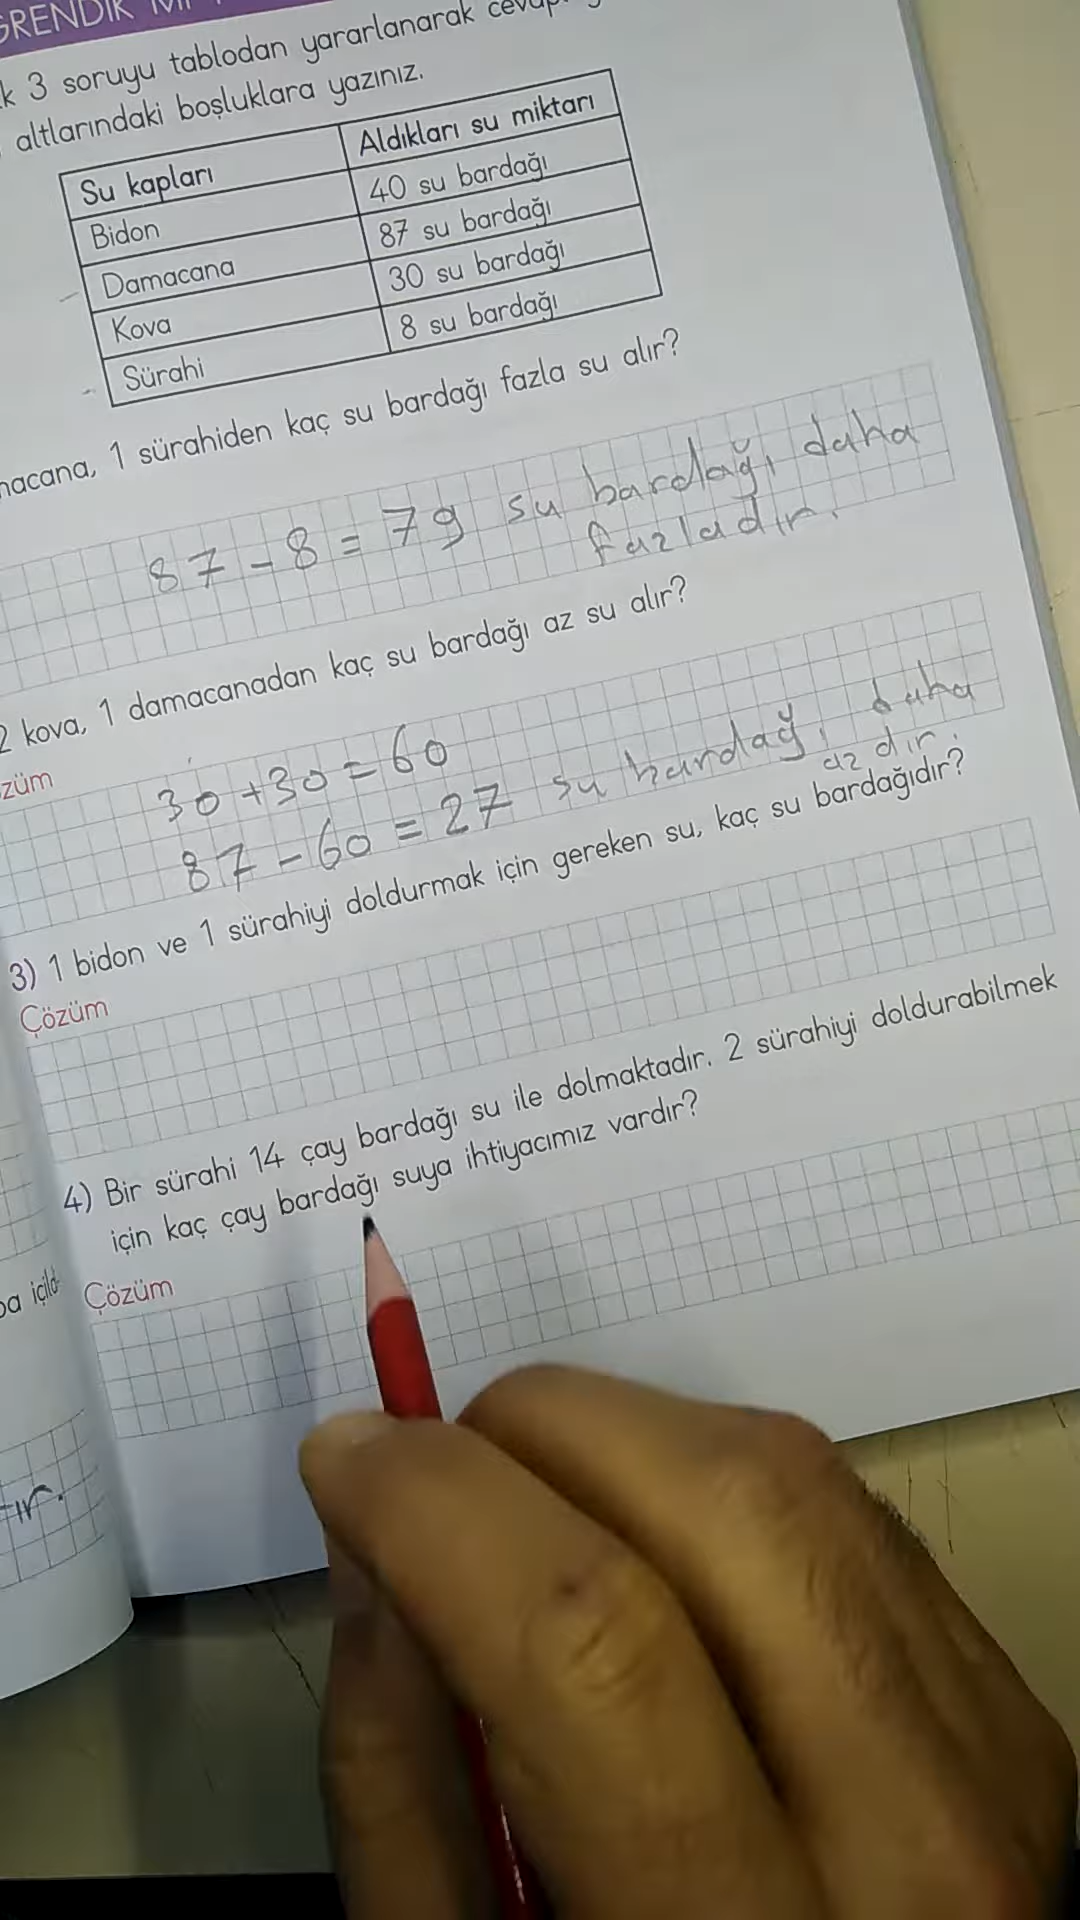 3 soruyu tablodan yararlanarak
altlarındaki boşluklara yazınız.
Su kapları Aldıkları su miktarı
Bidon 40 su bardağı
Damacana 87 su bardağı
Kova 30 su bardağı
Sürahi 8 su bardağı
1 sürahiden kaç su bardağı fazla su alır?
87 - 8 = 79 su bardağı daha
fazladır.
2 kova, 1 damacanadan kaç su bardağı az su alır?
30 + 30 = 60
87 - 60 = 27 su bardağı daha
azdır.
3) 1 bidon ve 1 sürahiyi doldurmak için gereken su, kaç su bardağıdır?
Çözüm
4) Bir sürahi 14 çay bardağı su ile dolmaktadır. 2 sürahiyi doldurabilmek
için kaç çay bardağı suya ihtiyacımız vardır?
Çözüm